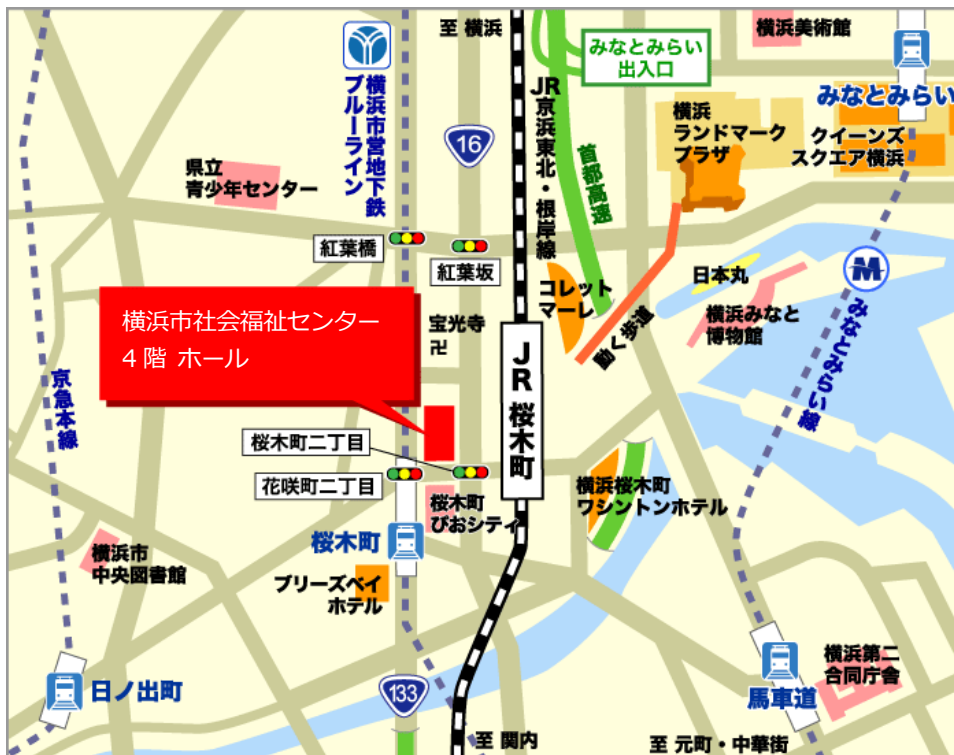 至 横浜
みなとみらい
出入口
横浜美術館
みなとみらい
横浜市営地下鉄
ブルーライン
16
JR京浜東北・根岸線
首都高速
横浜
ランドマーク
プラザ
クイーンズ
スクエア横浜
県立
青少年センター
紅葉橋
紅葉坂
コレット
マーレ
動く歩道
日本丸
横浜みなと
博物館
みなとみらい線
横浜市社会福祉センター
4階 ホール
宝光寺
卍
JR 桜木町
京急本線
桜木町二丁目
花咲町二丁目
桜木町
ぴおシティ
横浜桜木町
ワシントンホテル
桜木町
横浜市
中央図書館
ブリーズベイ
ホテル
日ノ出町
133
馬車道
横浜第二
合同庁舎
至 関内
至 元町・中華街